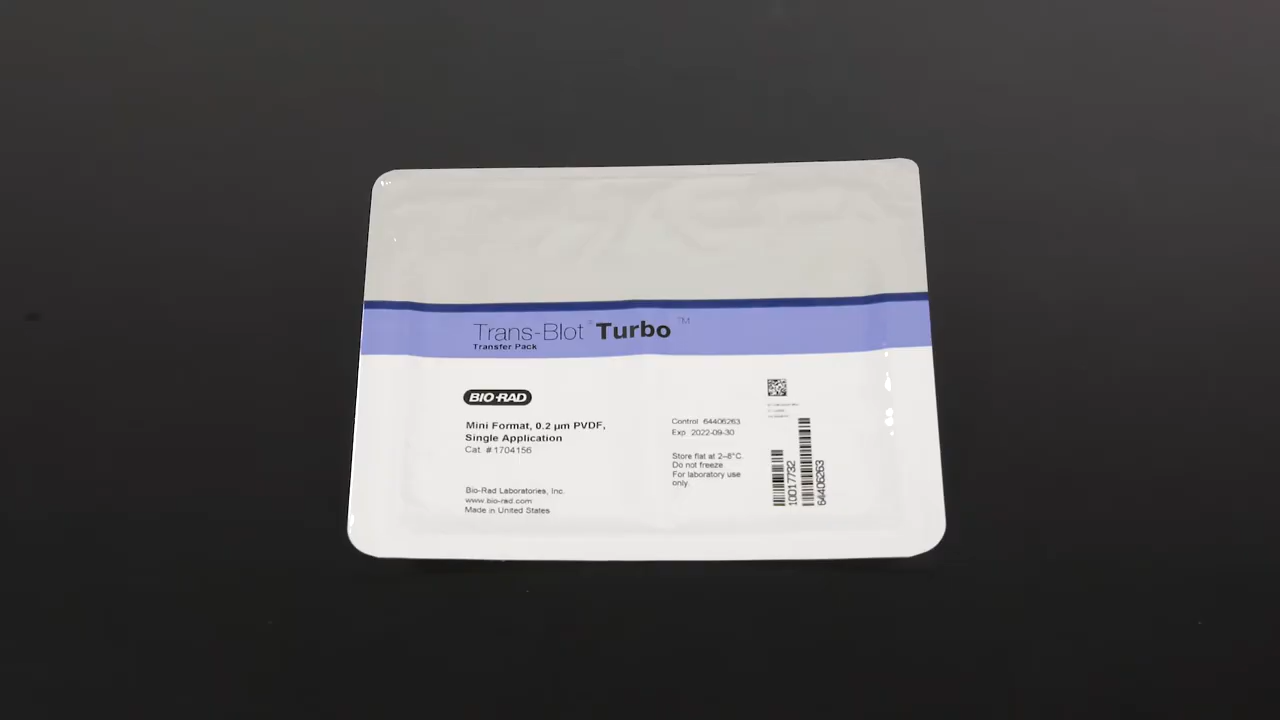 Trans-Blot® Turbo™
Transfer Pack
BIO-RAD
Mini Format, 0.2 µm PVDF,
Single Application
Cat. #1704156
Bio-Rad Laboratories, Inc.
www.bio-rad.com
Made in United States
Control 64406263
Exp 2022-09-30
Store flat at 2–8°C.
Do not freeze.
For laboratory use
only.
10017732
64406263